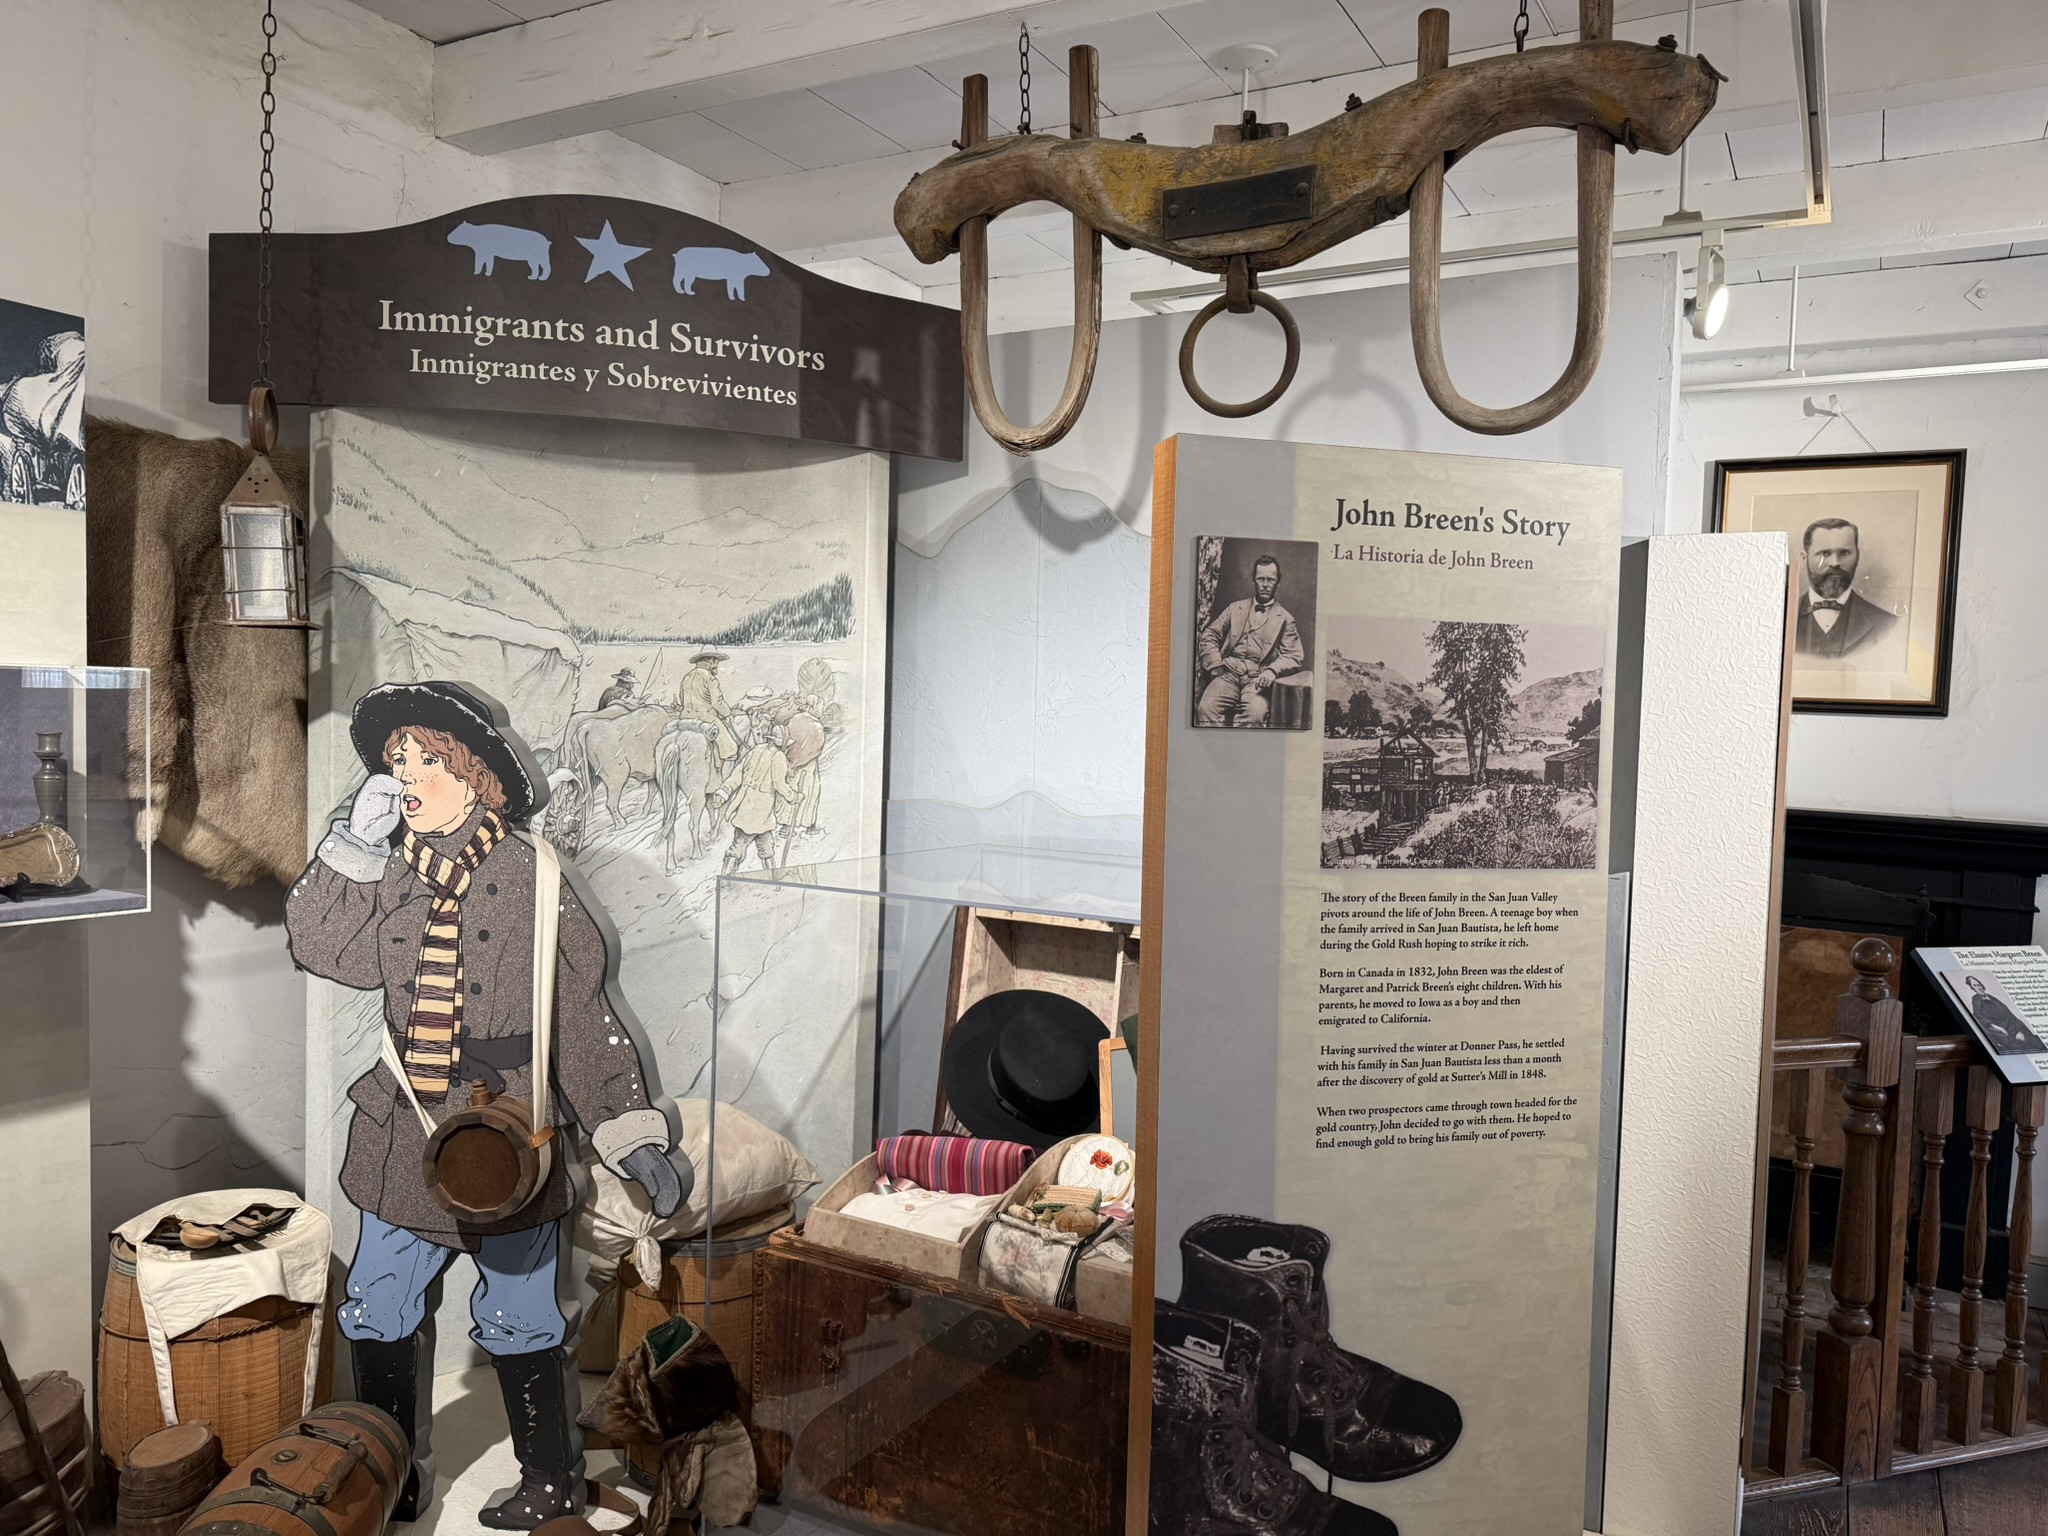 Immigrants and Survivors
Inmigrantes y Sobrevivientes
John Breen's Story
La Historia de John Breen
Courtesy of the Library of Congress
The story of the Breen family in the San Juan Valley
pivots around the life of John Breen. A teenage boy when
the family arrived in San Juan Bautista, he left home
during the Gold Rush hoping to strike it rich.
Born in Canada in 1832, John Breen was the eldest of
Margaret and Patrick Breen's eight children. With his
parents, he moved to Iowa as a boy and then
emigrated to California.
Having survived the winter at Donner Pass, he settled
with his family in San Juan Bautista less than a month
after the discovery of gold at Sutter's Mill in 1848.
When two prospectors came through town headed for the
gold country, John decided to go with them. He hoped to
find enough gold to bring his family out of poverty.
The Elusive Margaret Breen